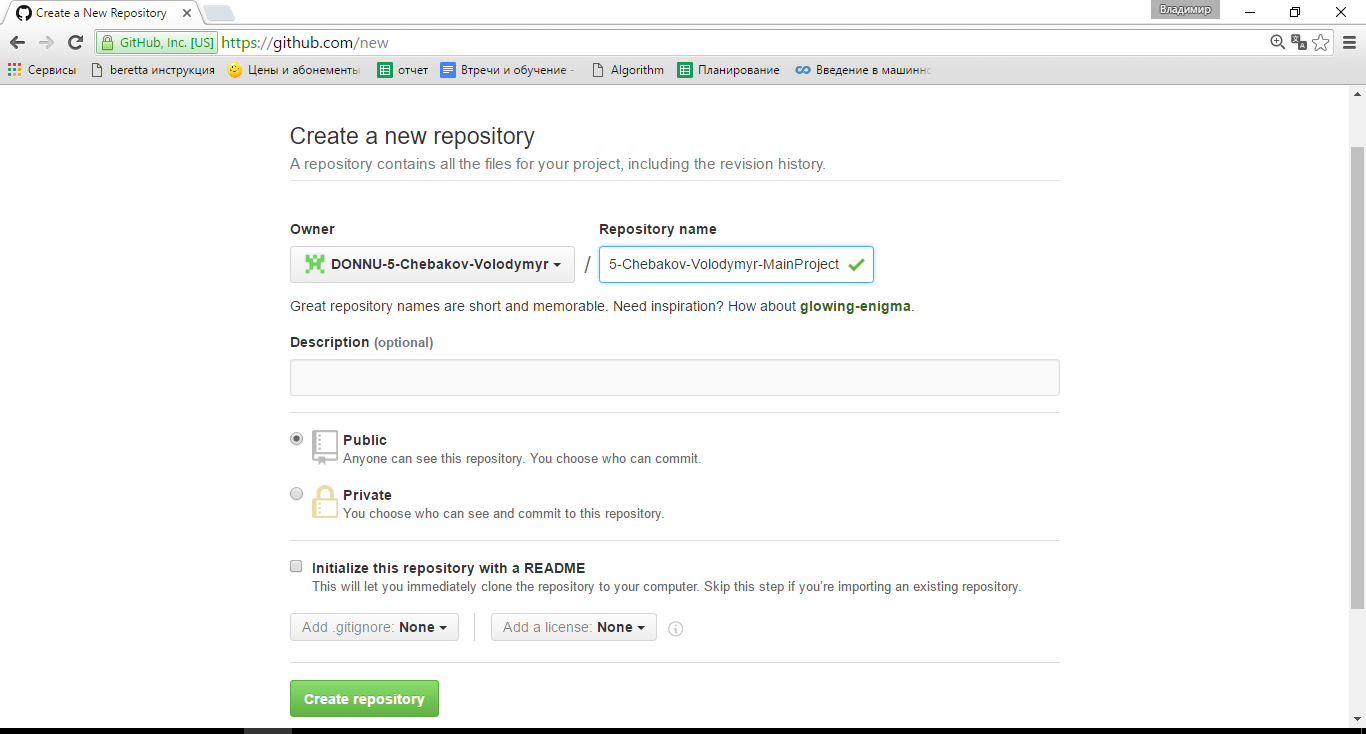 Create a New Repository
Владимир
GitHub, Inc. [US] https://github.com/new
Сервисы beretta инструкция Цены и абонементы отчет Втречи и обучение - Algorithm Планирование Введение в машинно
Create a new repository
A repository contains all the files for your project, including the revision history.
Owner Repository name
DONNU-5-Chebakov-Volodymyr / 5-Chebakov-Volodymyr-MainProject
Great repository names are short and memorable. Need inspiration? How about glowing-enigma.
Description (optional)
Public
Anyone can see this repository. You choose who can commit.
Private
You choose who can see and commit to this repository.
Initialize this repository with a README
This will let you immediately clone the repository to your computer. Skip this step if you're importing an existing repository.
Add .gitignore: None Add a license: None
Create repository